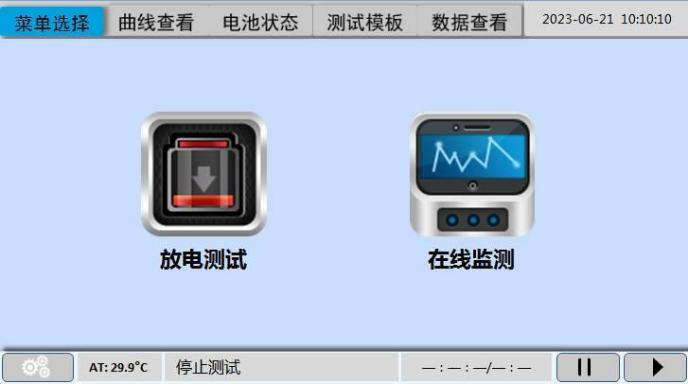 菜单选择 曲线查看 电池状态 测试模板 数据查看 2023-06-21 10:10:10
放电测试 在线监测
AT: 29.9°C 停止测试 — : — : —/— : —